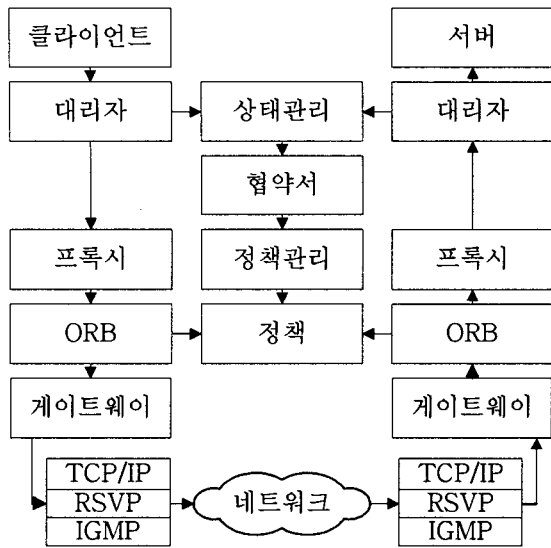 클라이언트
서버
대리자
상태관리
대리자
협약서
프록시
정책관리
프록시
ORB
정책
ORB
게이트웨이
게이트웨이
TCP/IP
RSVP
IGMP
네트워크
TCP/IP
RSVP
IGMP